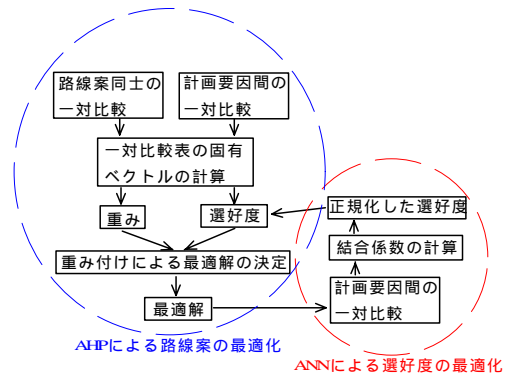 路線案同士の
一対比較
計画要因間の
一対比較
一対比較表の固有
ベクトルの計算
重み
選好度
重み付けによる最適解の決定
最適解
AHPによる路線案の最適化
正規化した選好度
結合係数の計算
計画要因間の
一対比較
ANNによる選好度の最適化